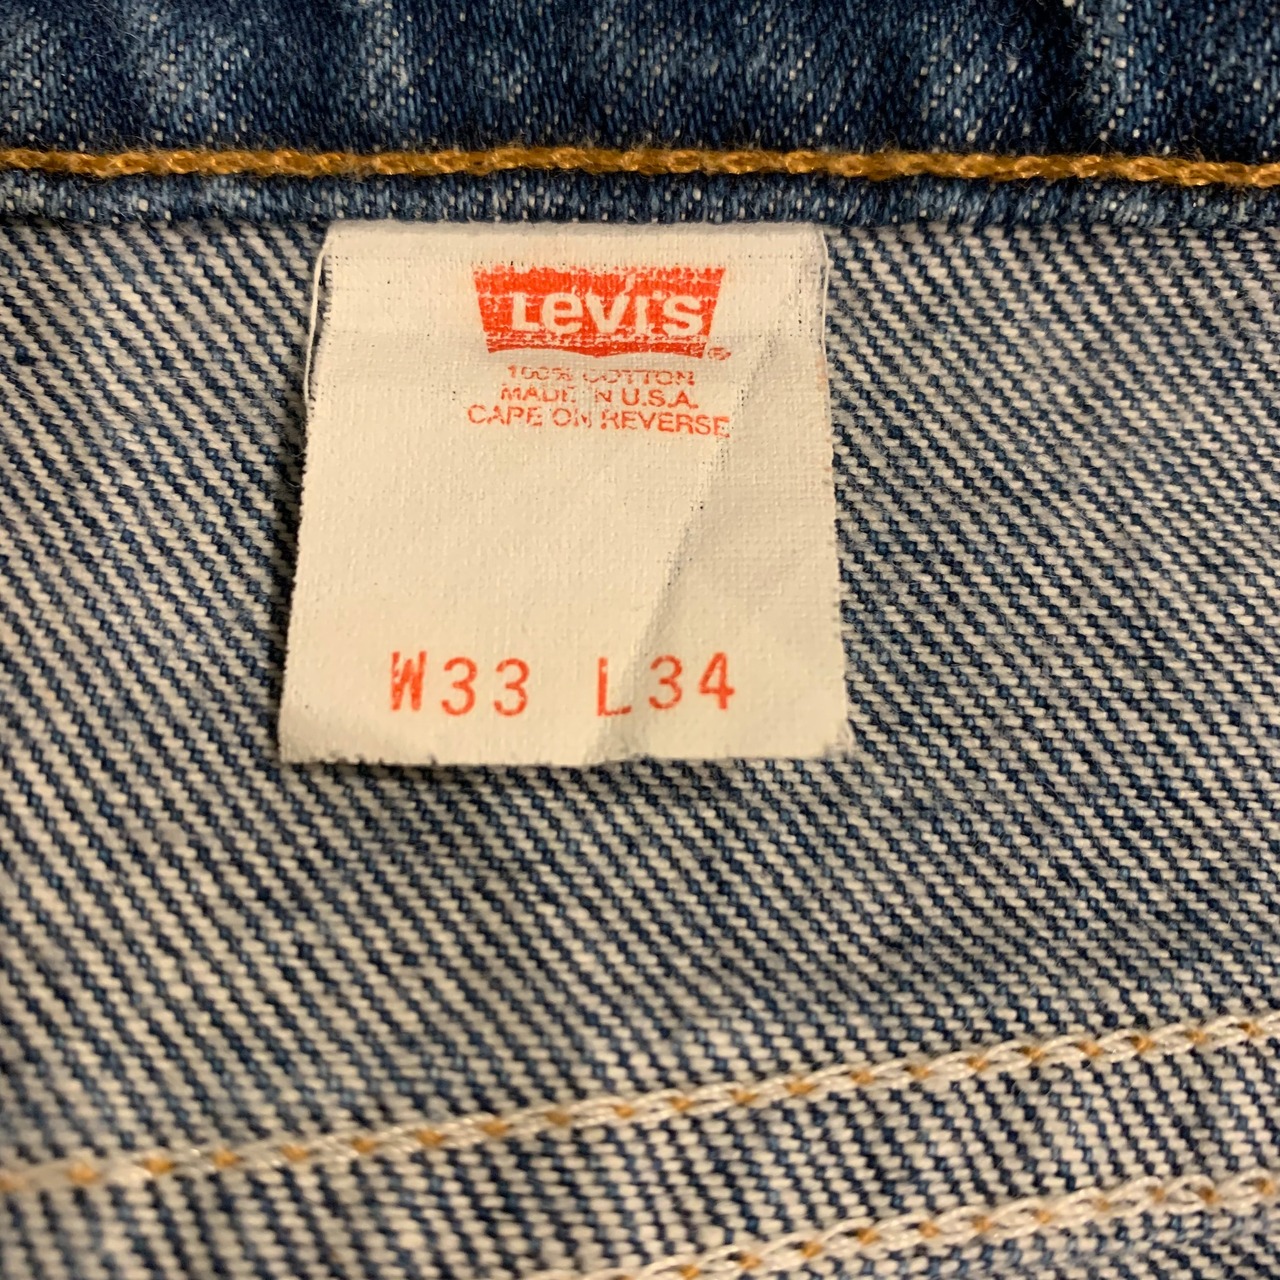 Levi's®
100% COTTON
MADE IN U.S.A.
CARE ON REVERSE
W33 L34